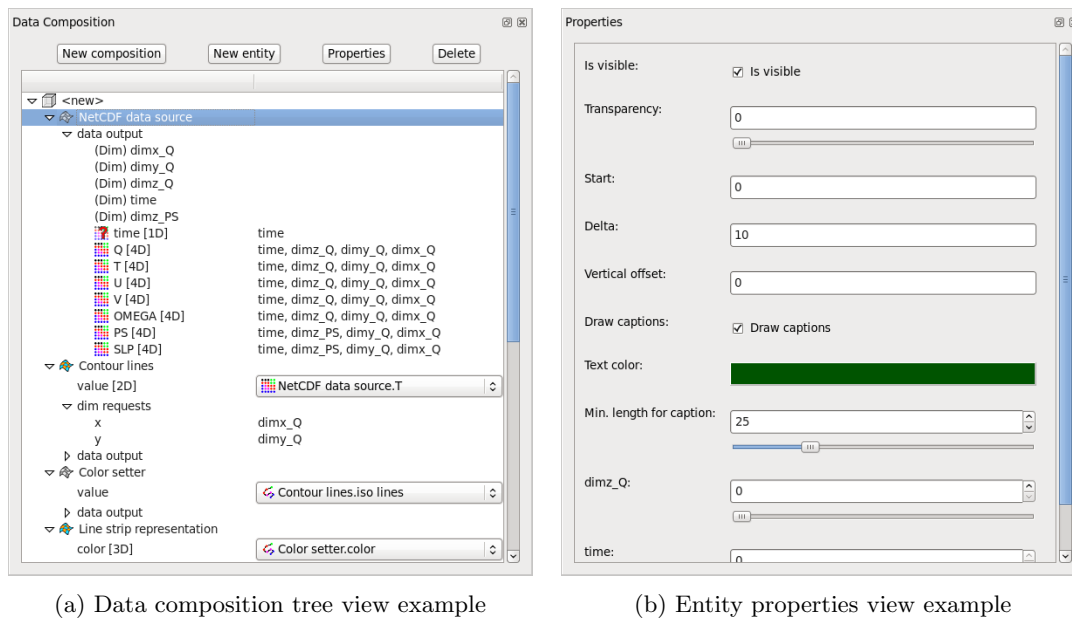 Data Composition
New composition
New entity
Properties
Delete
<new>
NetCDF data source
data output
(Dim) dimx_Q
(Dim) dimy_Q
(Dim) dimz_Q
(Dim) time
(Dim) dimz_PS
time [1D] time
Q [4D] time, dimz_Q, dimy_Q, dimx_Q
T [4D] time, dimz_Q, dimy_Q, dimx_Q
U [4D] time, dimz_Q, dimy_Q, dimx_Q
V [4D] time, dimz_Q, dimy_Q, dimx_Q
OMEGA [4D] time, dimz_Q, dimy_Q, dimx_Q
PS [4D] time, dimz_PS, dimy_Q, dimx_Q
SLP [4D] time, dimz_PS, dimy_Q, dimx_Q
Contour lines
value [2D] NetCDF data source.T
dim requests
x dimx_Q
y dimy_Q
data output
Color setter
value Contour lines.iso lines
data output
Line strip representation
color [3D] Color setter.color
(a) Data composition tree view example
Properties
Is visible: Is visible
Transparency: 0
Start: 0
Delta: 10
Vertical offset: 0
Draw captions: Draw captions
Text color:
Min. length for caption: 25
dimz_Q: 0
time: 0
(b) Entity properties view example